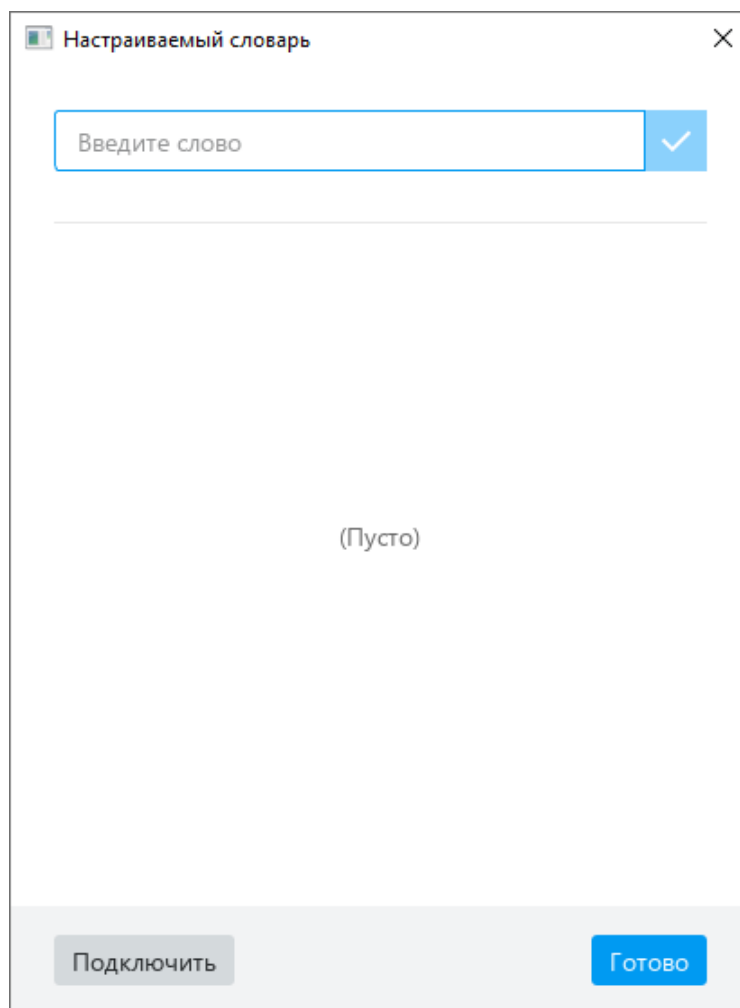 Настраиваемый словарь
Введите слово
(Пусто)
Подключить
Готово